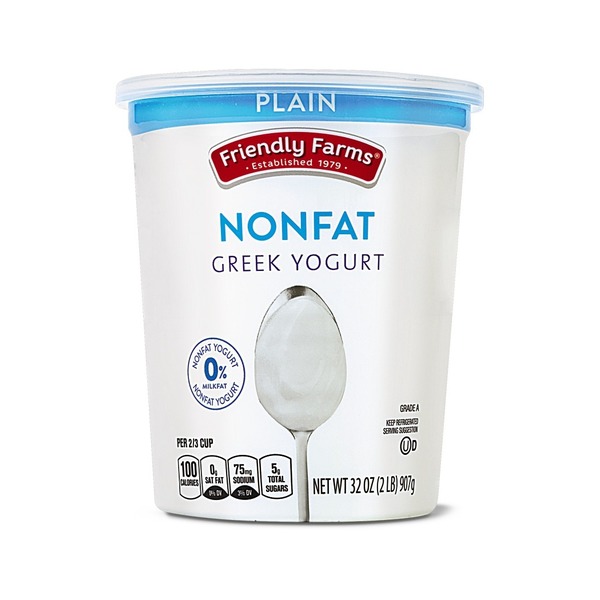 PLAIN
Friendly Farms®
• Established 1979 •
NONFAT
GREEK YOGURT
NONFAT YOGURT
0%
MILKFAT
NONFAT YOGURT
GRADE A
KEEP REFRIGERATED
SERVING SUGGESTION
U D
PER 2/3 CUP
100 CALORIES
0g SAT FAT 0% DV
75mg SODIUM 3% DV
5g TOTAL SUGARS
NET WT 32 OZ (2 LB) 907g